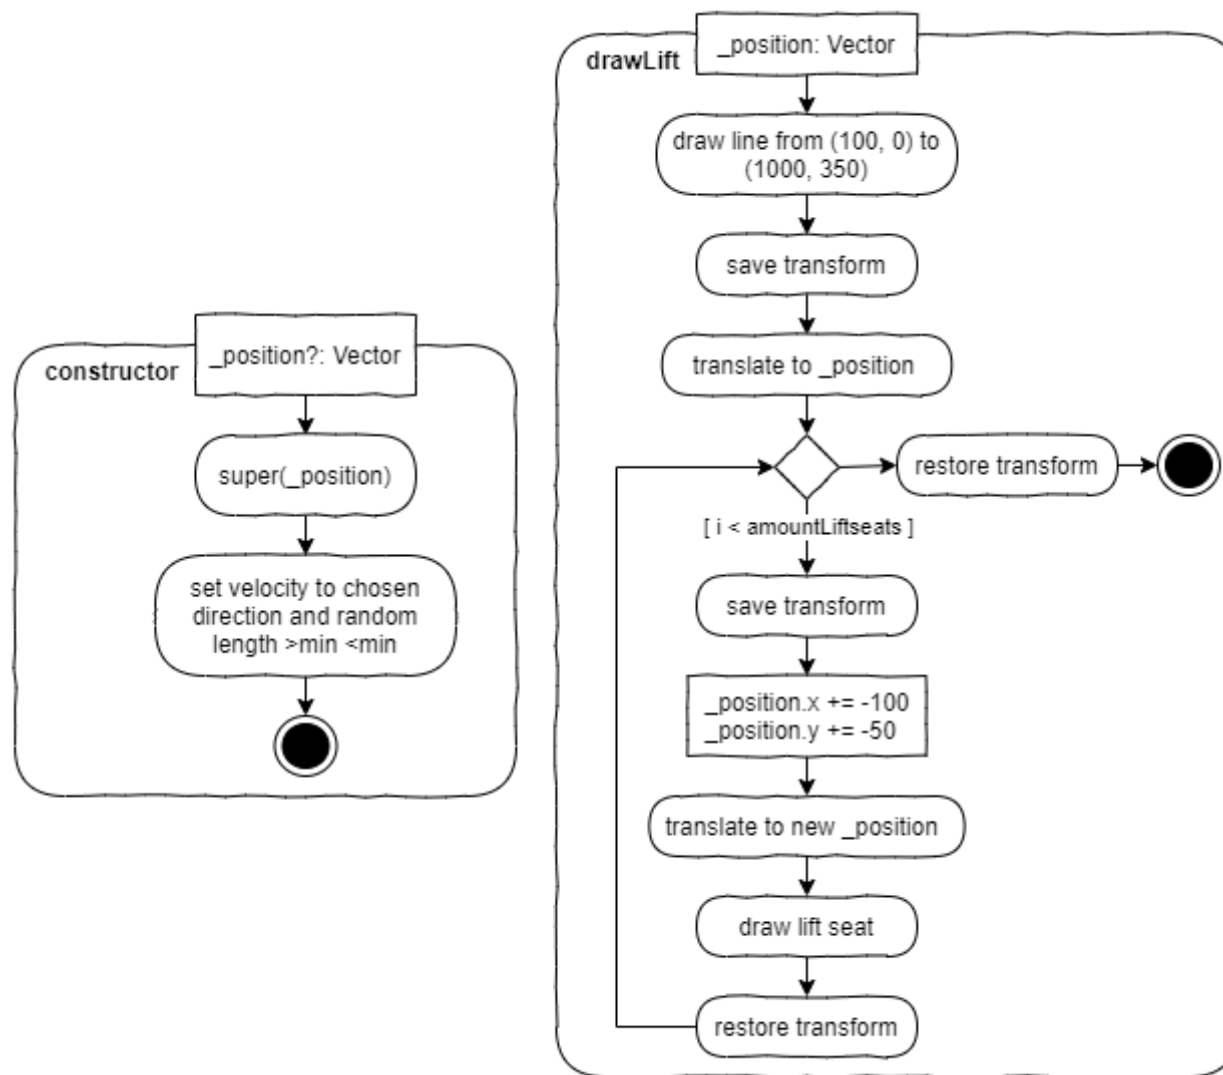 constructor
_position?: Vector
super(_position)
set velocity to chosen
direction and random
length >min <min
drawLift
_position: Vector
draw line from (100, 0) to
(1000, 350)
save transform
translate to _position
restore transform
[ i < amountLiftseats ]
save transform
_position.x += -100
_position.y += -50
translate to new _position
draw lift seat
restore transform